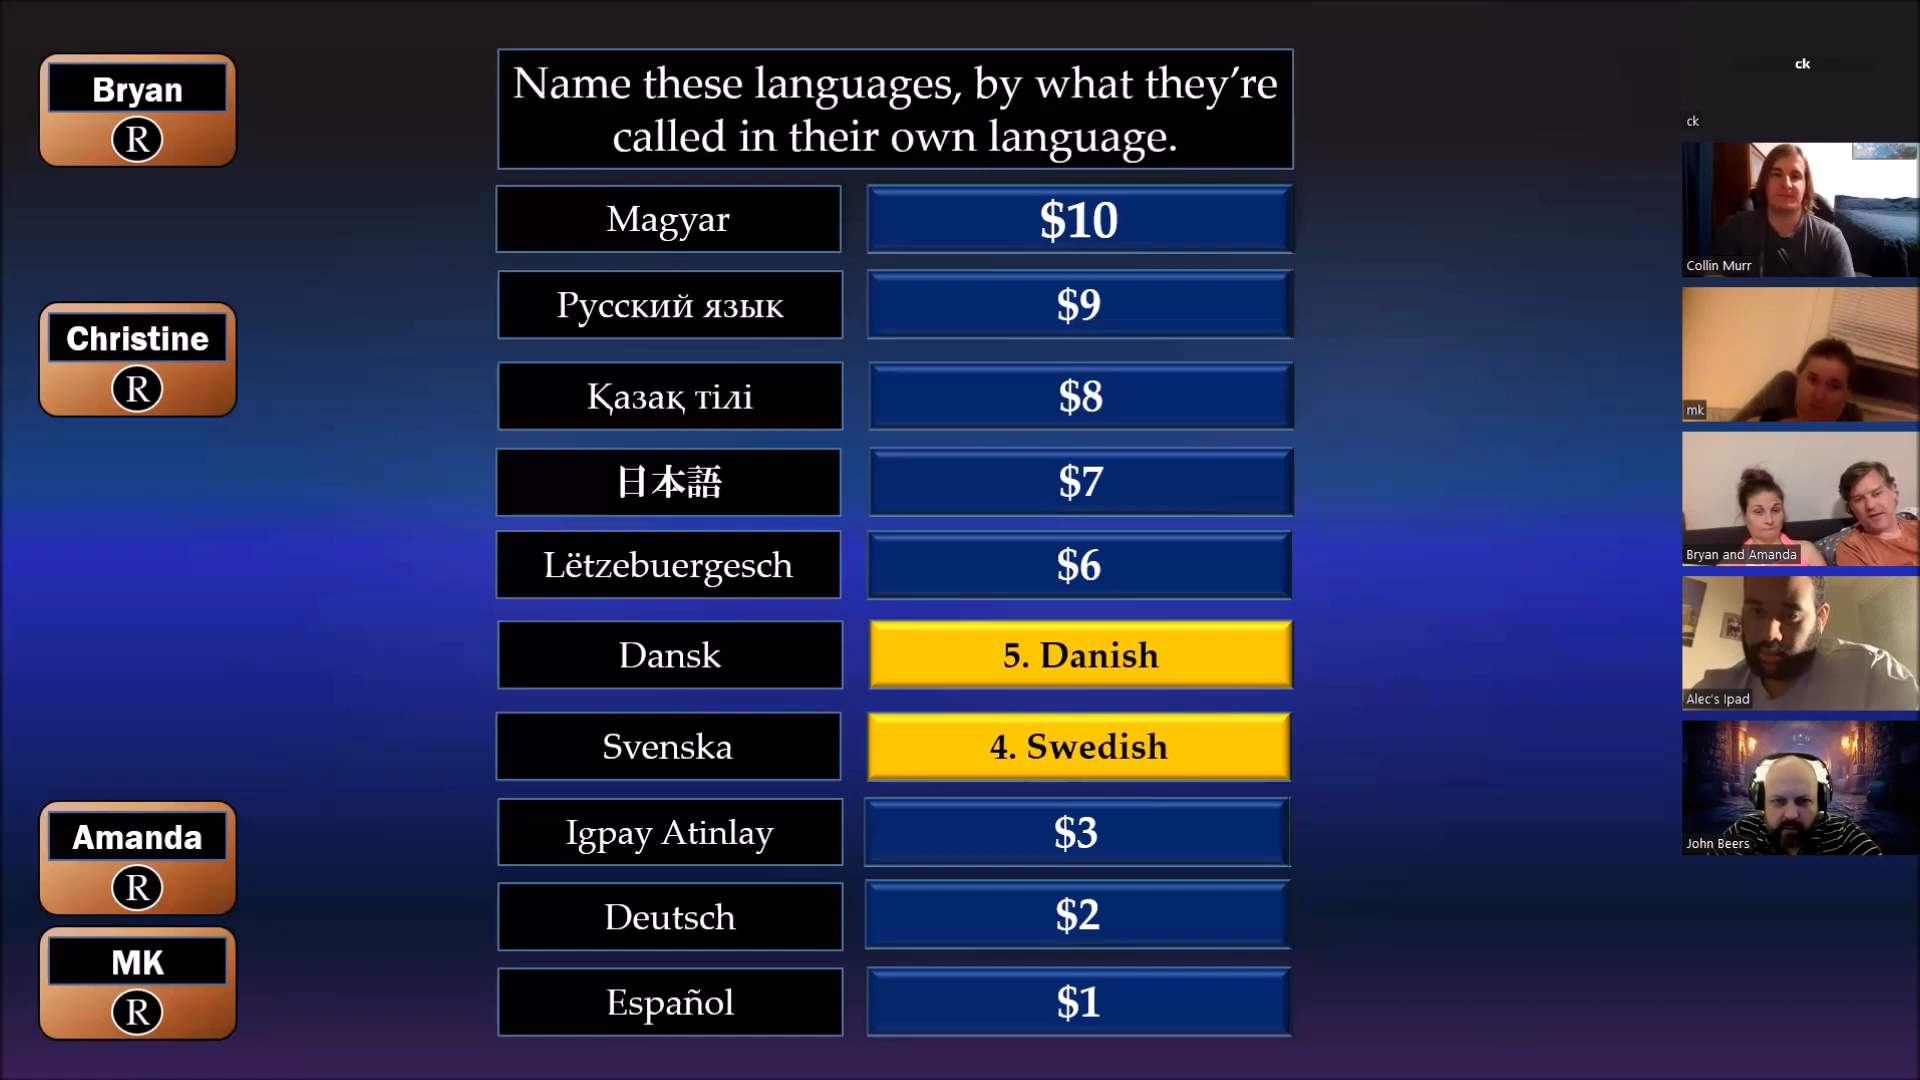 Bryan
R
Christine
R
Amanda
R
MK
R
Name these languages, by what they're
called in their own language.
Magyar
$10
Русский язык
$9
Қазақ тілі
$8
日本語
$7
Lëtzebuergesch
$6
Dansk
5. Danish
Svenska
4. Swedish
Igpay Atinlay
$3
Deutsch
$2
Español
$1
ck
ck
Collin Murr
mk
Bryan and Amanda
Alec's Ipad
John Beers